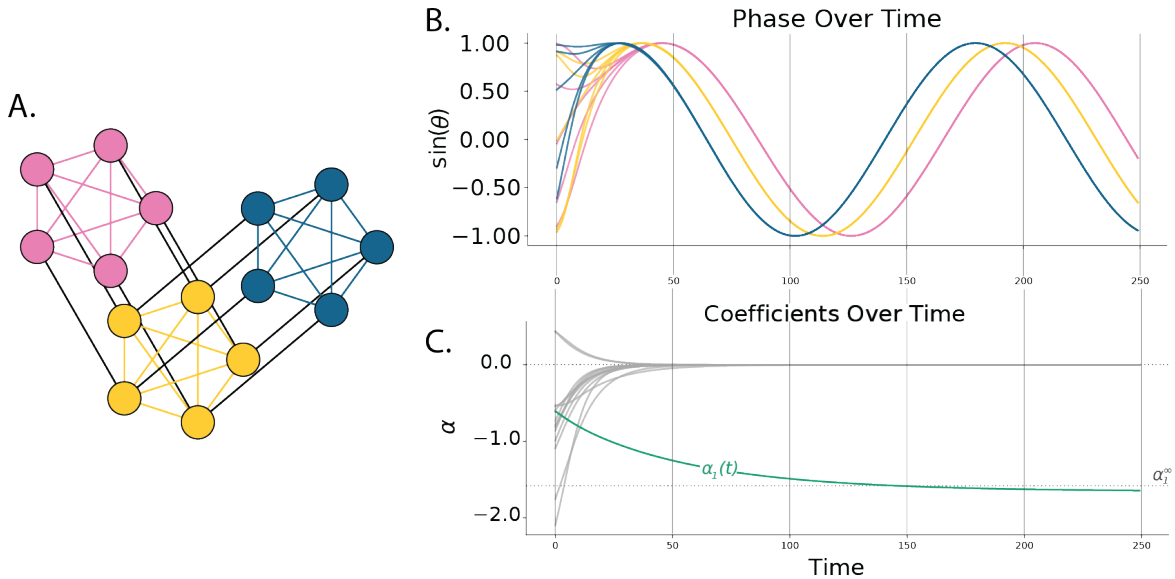 A.
B.
Phase Over Time
sin(θ)
1.00
0.50
0.00
−0.50
−1.00
0 50 100 150 200 250
C.
Coefficients Over Time
α
0.0
−1.0
−2.0
α₁(t)
α₁^∞
0 50 100 150 200 250
Time